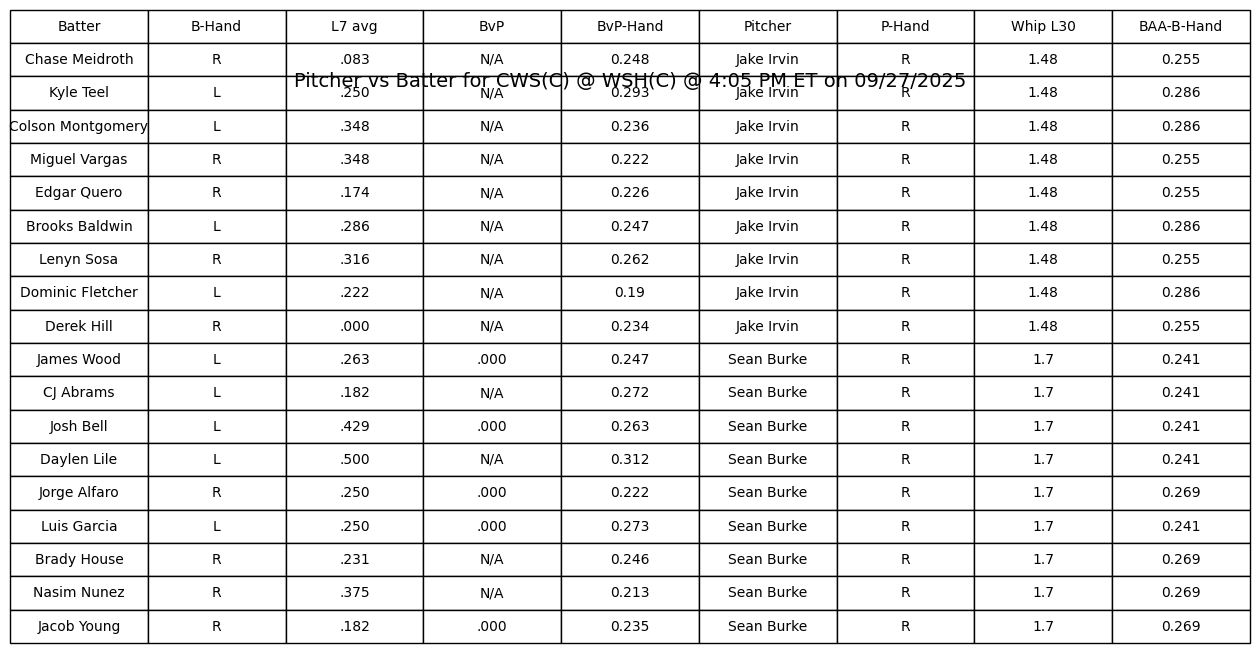 Batter B-Hand L7 avg BvP BvP-Hand Pitcher P-Hand Whip L30 BAA-B-Hand
Chase Meidroth R .083 N/A 0.248 Jake Irvin R 1.48 0.255
Pitcher vs Batter for CWS(C) @ WSH(C) @ 4:05 PM ET on 09/27/2025
Kyle Teel L .250 N/A 0.293 Jake Irvin R 1.48 0.286
Colson Montgomery L .348 N/A 0.236 Jake Irvin R 1.48 0.286
Miguel Vargas R .348 N/A 0.222 Jake Irvin R 1.48 0.255
Edgar Quero R .174 N/A 0.226 Jake Irvin R 1.48 0.255
Brooks Baldwin L .286 N/A 0.247 Jake Irvin R 1.48 0.286
Lenyn Sosa R .316 N/A 0.262 Jake Irvin R 1.48 0.255
Dominic Fletcher L .222 N/A 0.19 Jake Irvin R 1.48 0.286
Derek Hill R .000 N/A 0.234 Jake Irvin R 1.48 0.255
James Wood L .263 .000 0.247 Sean Burke R 1.7 0.241
CJ Abrams L .182 N/A 0.272 Sean Burke R 1.7 0.241
Josh Bell L .429 .000 0.263 Sean Burke R 1.7 0.241
Daylen Lile L .500 N/A 0.312 Sean Burke R 1.7 0.241
Jorge Alfaro R .250 .000 0.222 Sean Burke R 1.7 0.269
Luis Garcia L .250 .000 0.273 Sean Burke R 1.7 0.241
Brady House R .231 N/A 0.246 Sean Burke R 1.7 0.269
Nasim Nunez R .375 N/A 0.213 Sean Burke R 1.7 0.269
Jacob Young R .182 .000 0.235 Sean Burke R 1.7 0.269